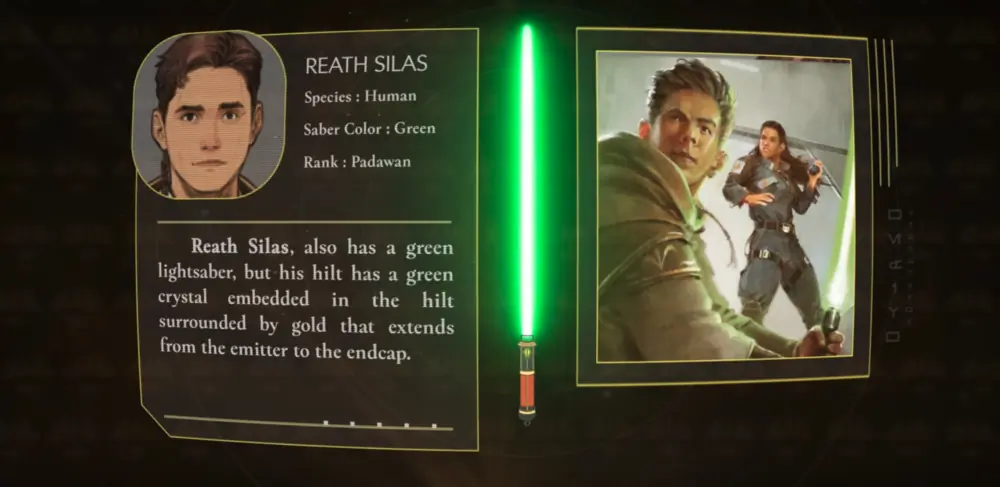 REATH SILAS
Species : Human
Saber Color : Green
Rank : Padawan
Reath Silas, also has a green
lightsaber, but his hilt has a green
crystal embedded in the hilt
surrounded by gold that extends
from the emitter to the endcap.